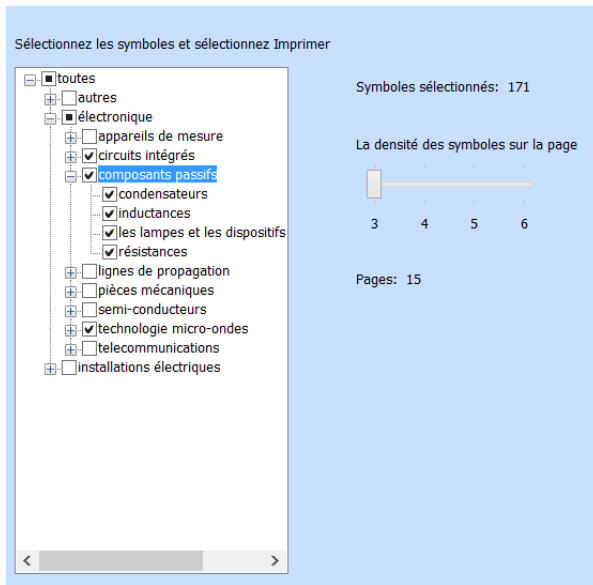 Sélectionnez les symboles et sélectionnez Imprimer
toutes
autres
électronique
appareils de mesure
circuits intégrés
composants passifs
condensateurs
inductances
les lampes et les dispositifs
résistances
lignes de propagation
pièces mécaniques
semi-conducteurs
technologie micro-ondes
telecommunications
installations électriques
Symboles sélectionnés: 171
La densité des symboles sur la page
3 4 5 6
Pages: 15